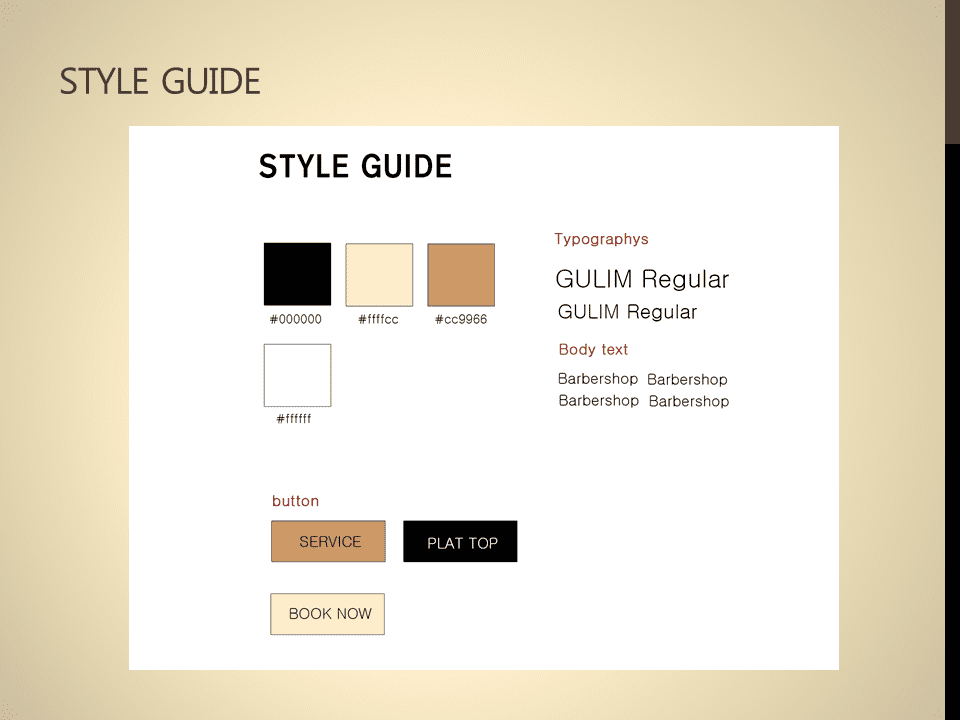 STYLE GUIDE
STYLE GUIDE
#000000 #ffffcc #cc9966
#ffffff
Typographys
GULIM Regular
GULIM Regular
Body text
Barbershop Barbershop
Barbershop Barbershop
button
SERVICE PLAT TOP
BOOK NOW